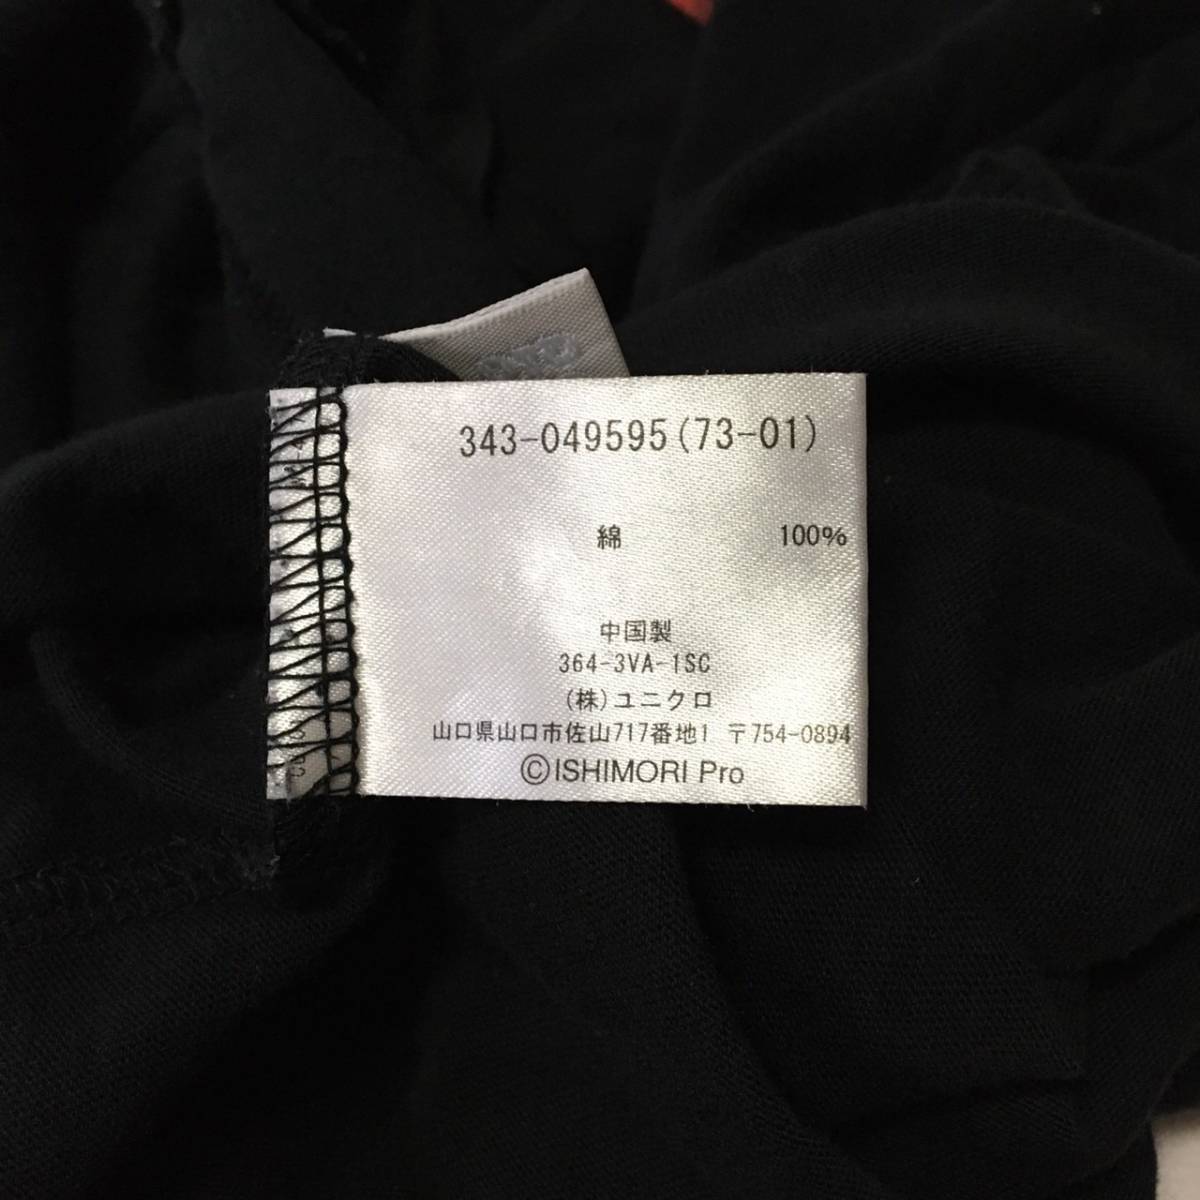 343-049595(73-01)
綿 100%
中国製
364-3VA-1SC
(株)ユニクロ
山口県山口市佐山717番地1 〒754-0894
©ISHIMORI Pro